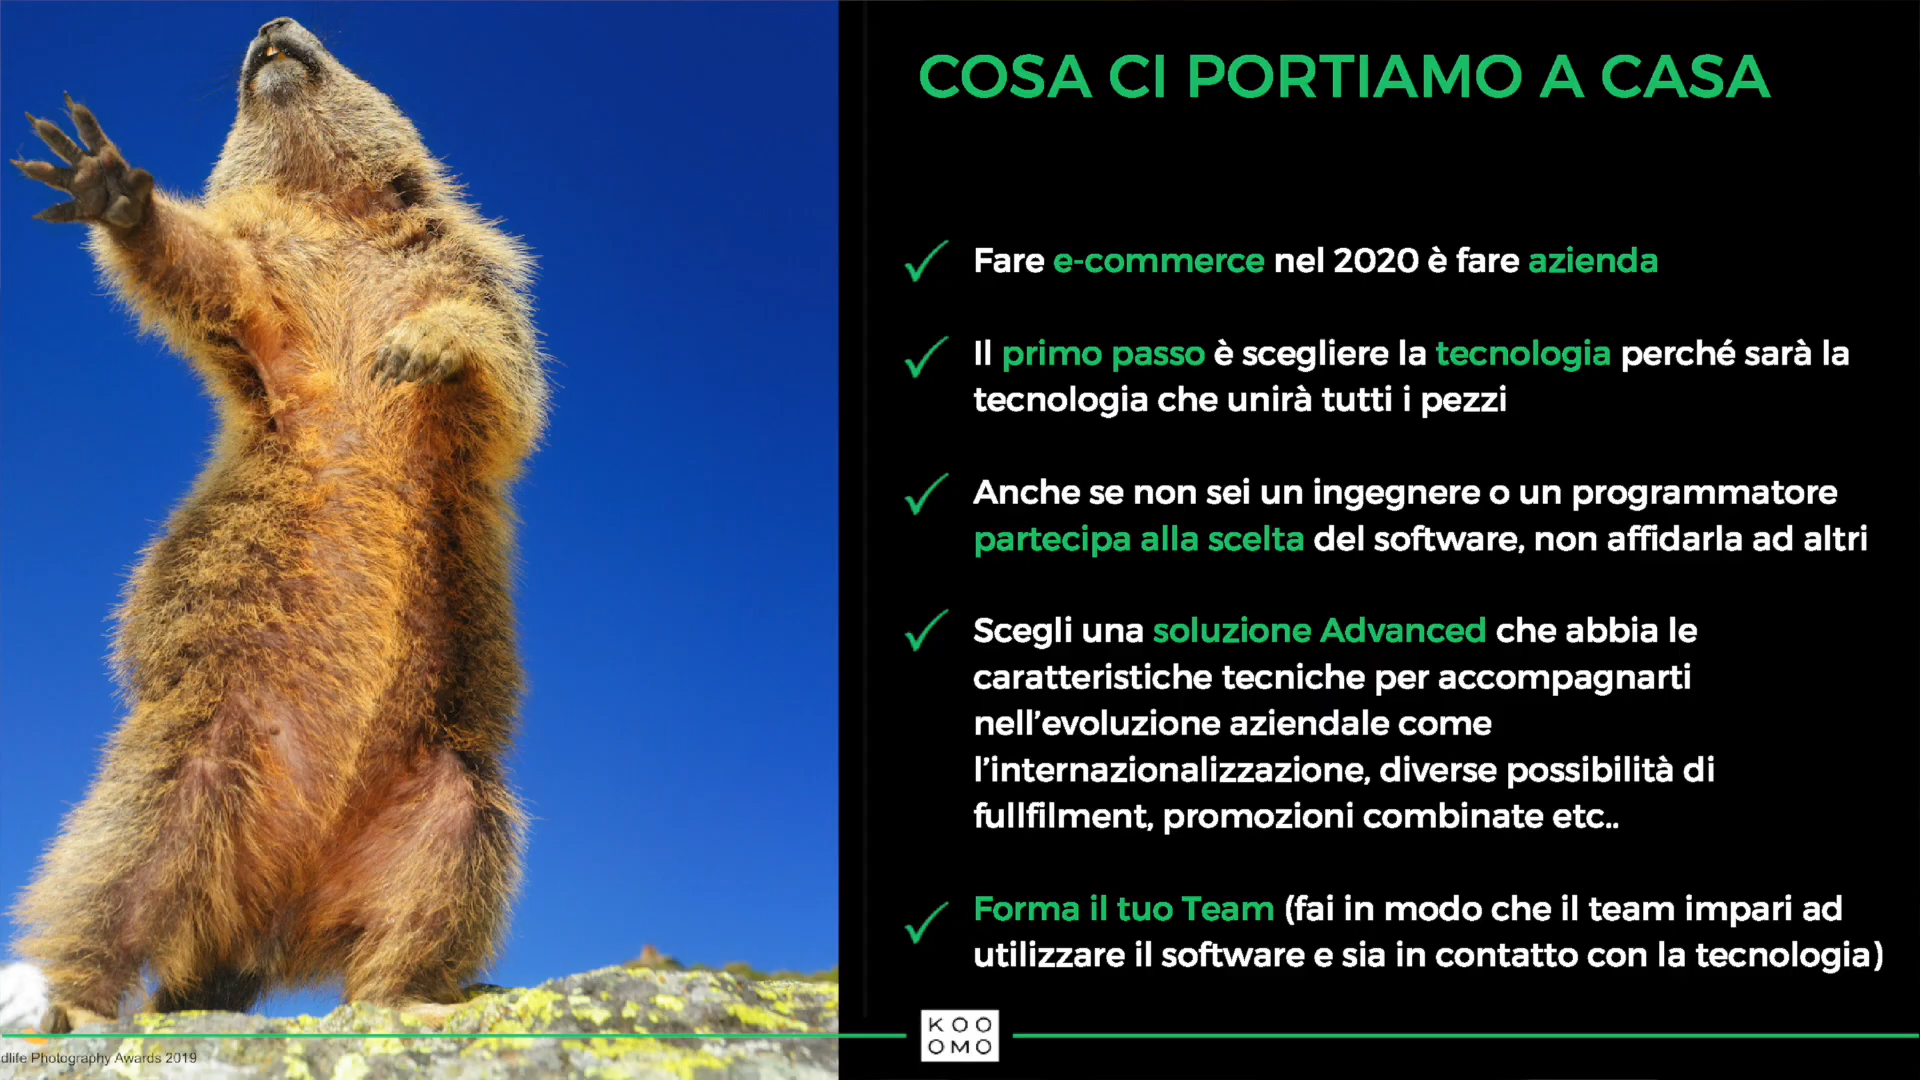 COSA CI PORTIAMO A CASA
Fare e-commerce nel 2020 è fare azienda
Il primo passo è scegliere la tecnologia perché sarà la
tecnologia che unirà tutti i pezzi
Anche se non sei un ingegnere o un programmatore
partecipa alla scelta del software, non affidarla ad altri
Scegli una soluzione Advanced che abbia le
caratteristiche tecniche per accompagnarti
nell’evoluzione aziendale come
l’internazionalizzazione, diverse possibilità di
fullfilment, promozioni combinate etc..
Forma il tuo Team (fai in modo che il team impari ad
utilizzare il software e sia in contatto con la tecnologia)
KOO
OMO
dlife Photography Awards 2019